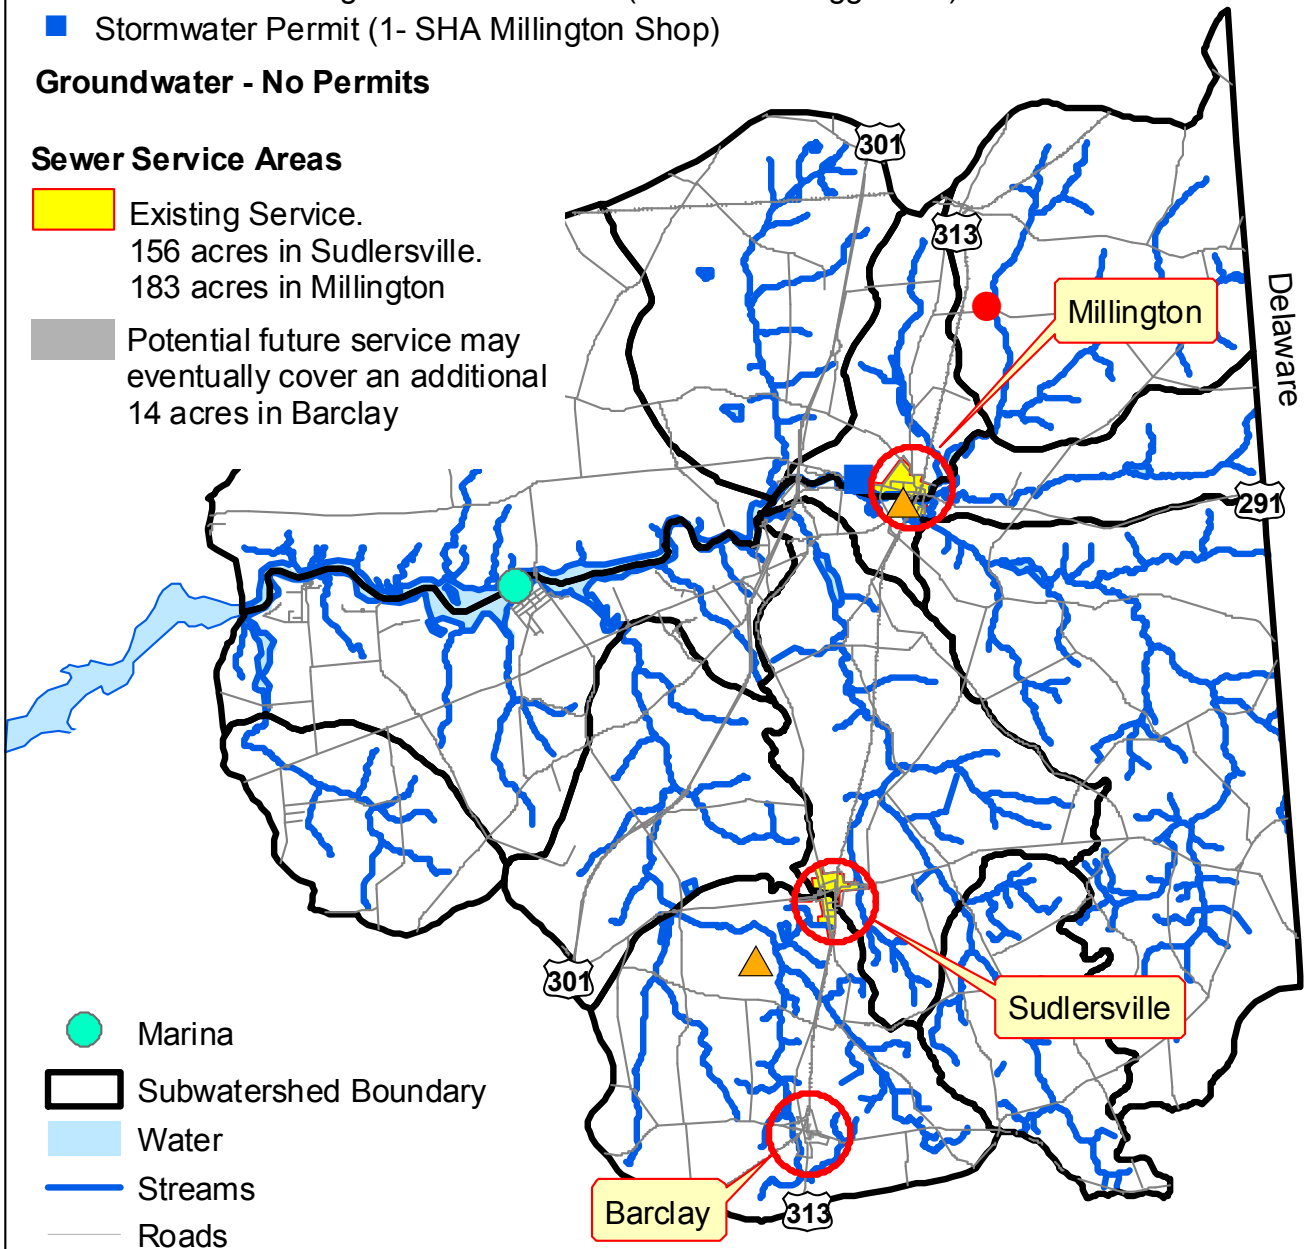 Stormwater Permit (1- SHA Millington Shop)
Groundwater - No Permits
Sewer Service Areas
Existing Service.
156 acres in Sudlersville.
183 acres in Millington
Potential future service may
eventually cover an additional
14 acres in Barclay
301
313
Millington
Delaware
291
301
Sudlersville
Marina
Subwatershed Boundary
Water
Streams
Roads
Barclay
313